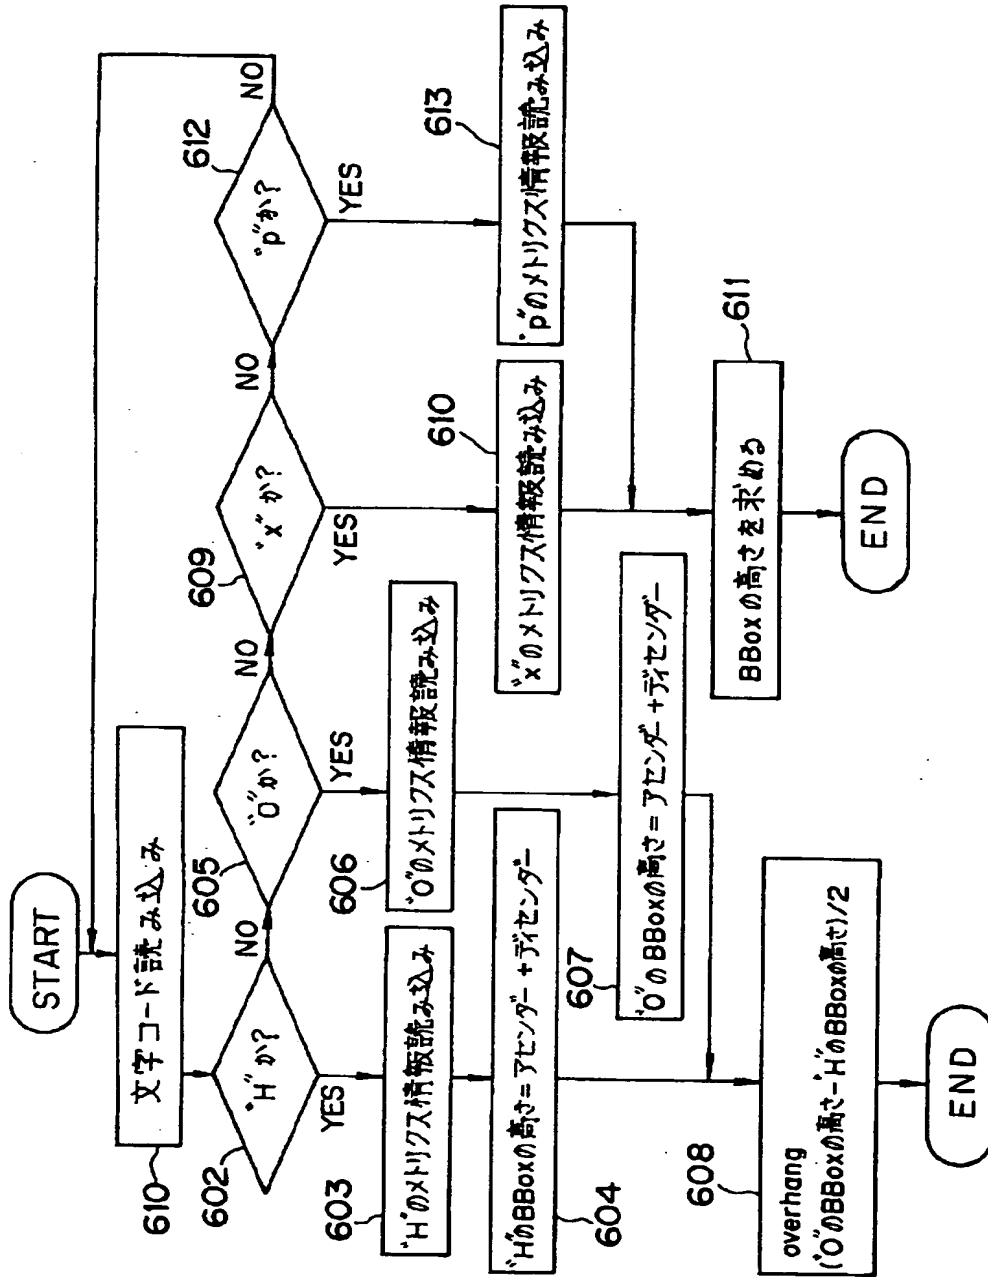 START
文字コード読み込み
610
"H"か?
602
NO
YES
"H"のメトリクス情報読み込み
603
"H"のBBoxの高さ=アセンダー+ディセンダー
604
"O"か?
605
NO
YES
"O"のメトリクス情報読み込み
606
"O"のBBoxの高さ=アセンダー+ディセンダー
607
overhang
("O"のBBoxの高さ-"H"のBBoxの高さ)/2
608
END
"x"か?
609
NO
YES
"x"のメトリクス情報読み込み
610
"p"か?
612
NO
YES
"p"のメトリクス情報読み込み
613
BBoxの高さを求める
611
END